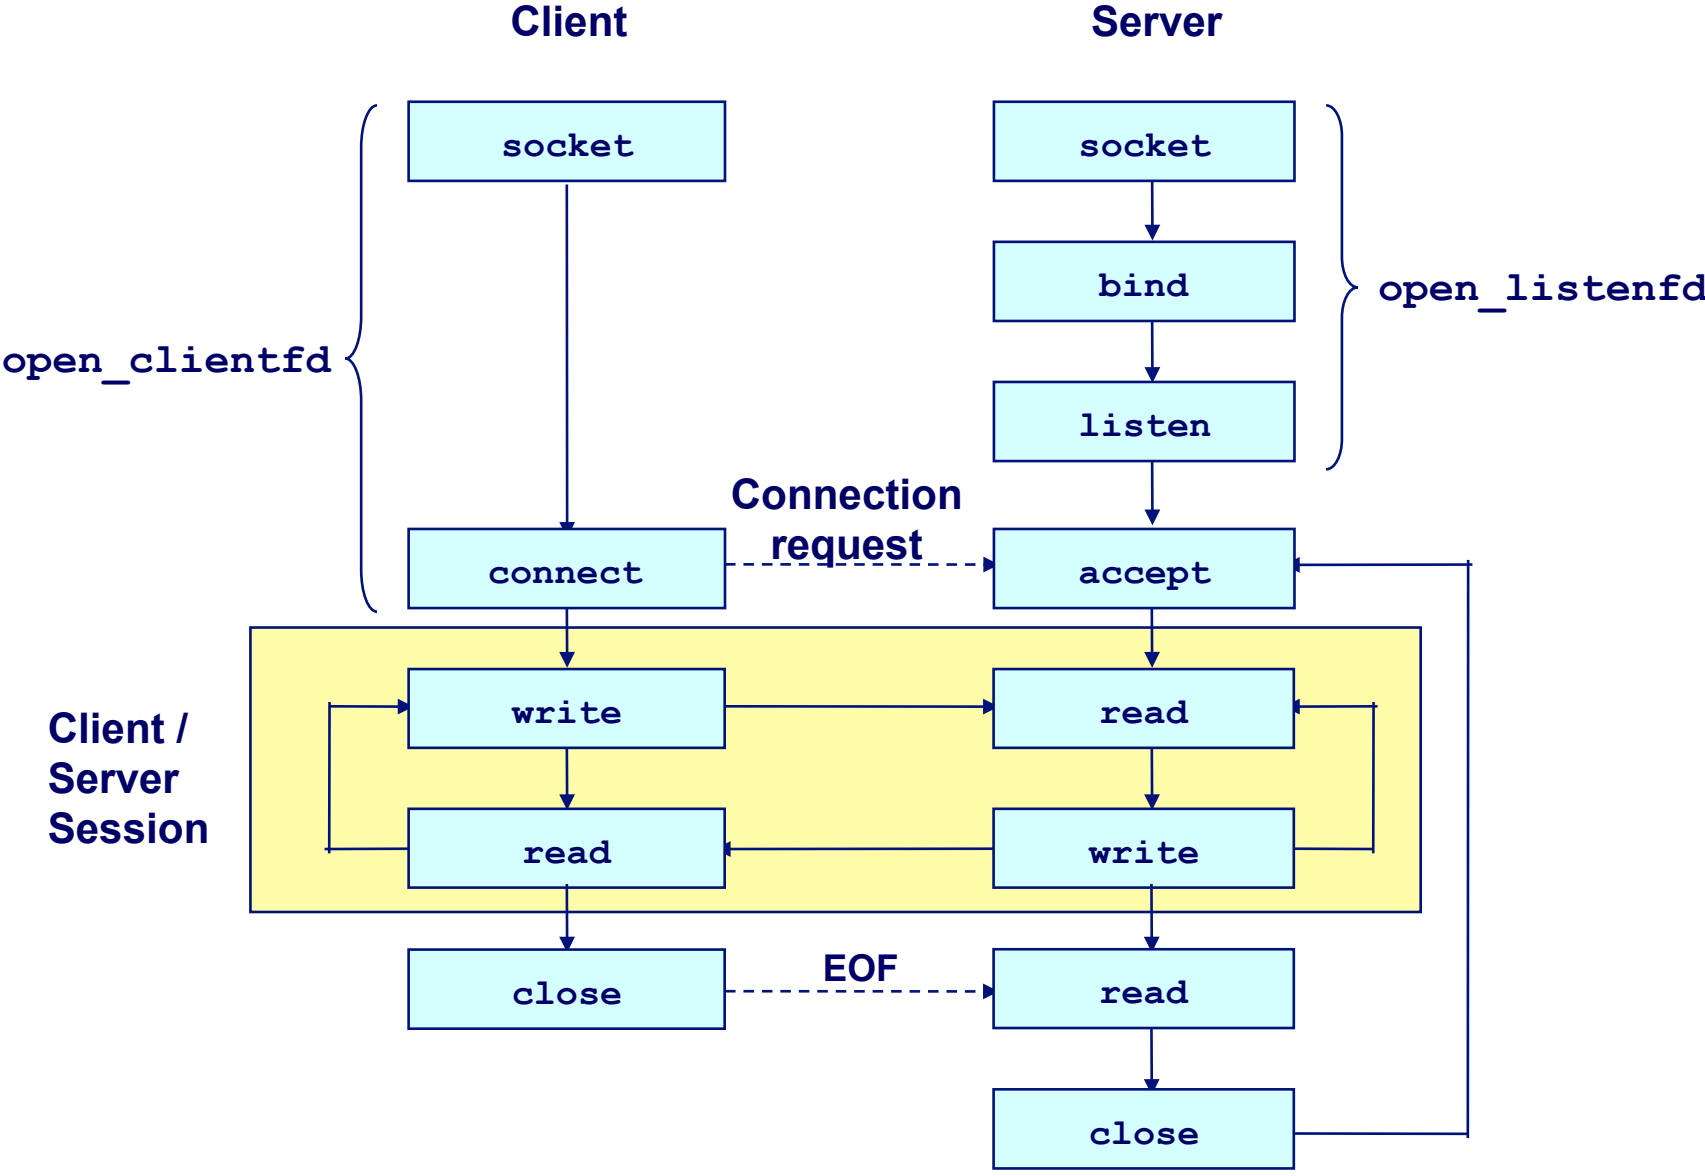 Client
Server
socket
socket
bind
open_listenfd
open_clientfd
listen
Connection
request
connect
accept
Client /
Server
Session
write
read
read
write
close
EOF
read
close